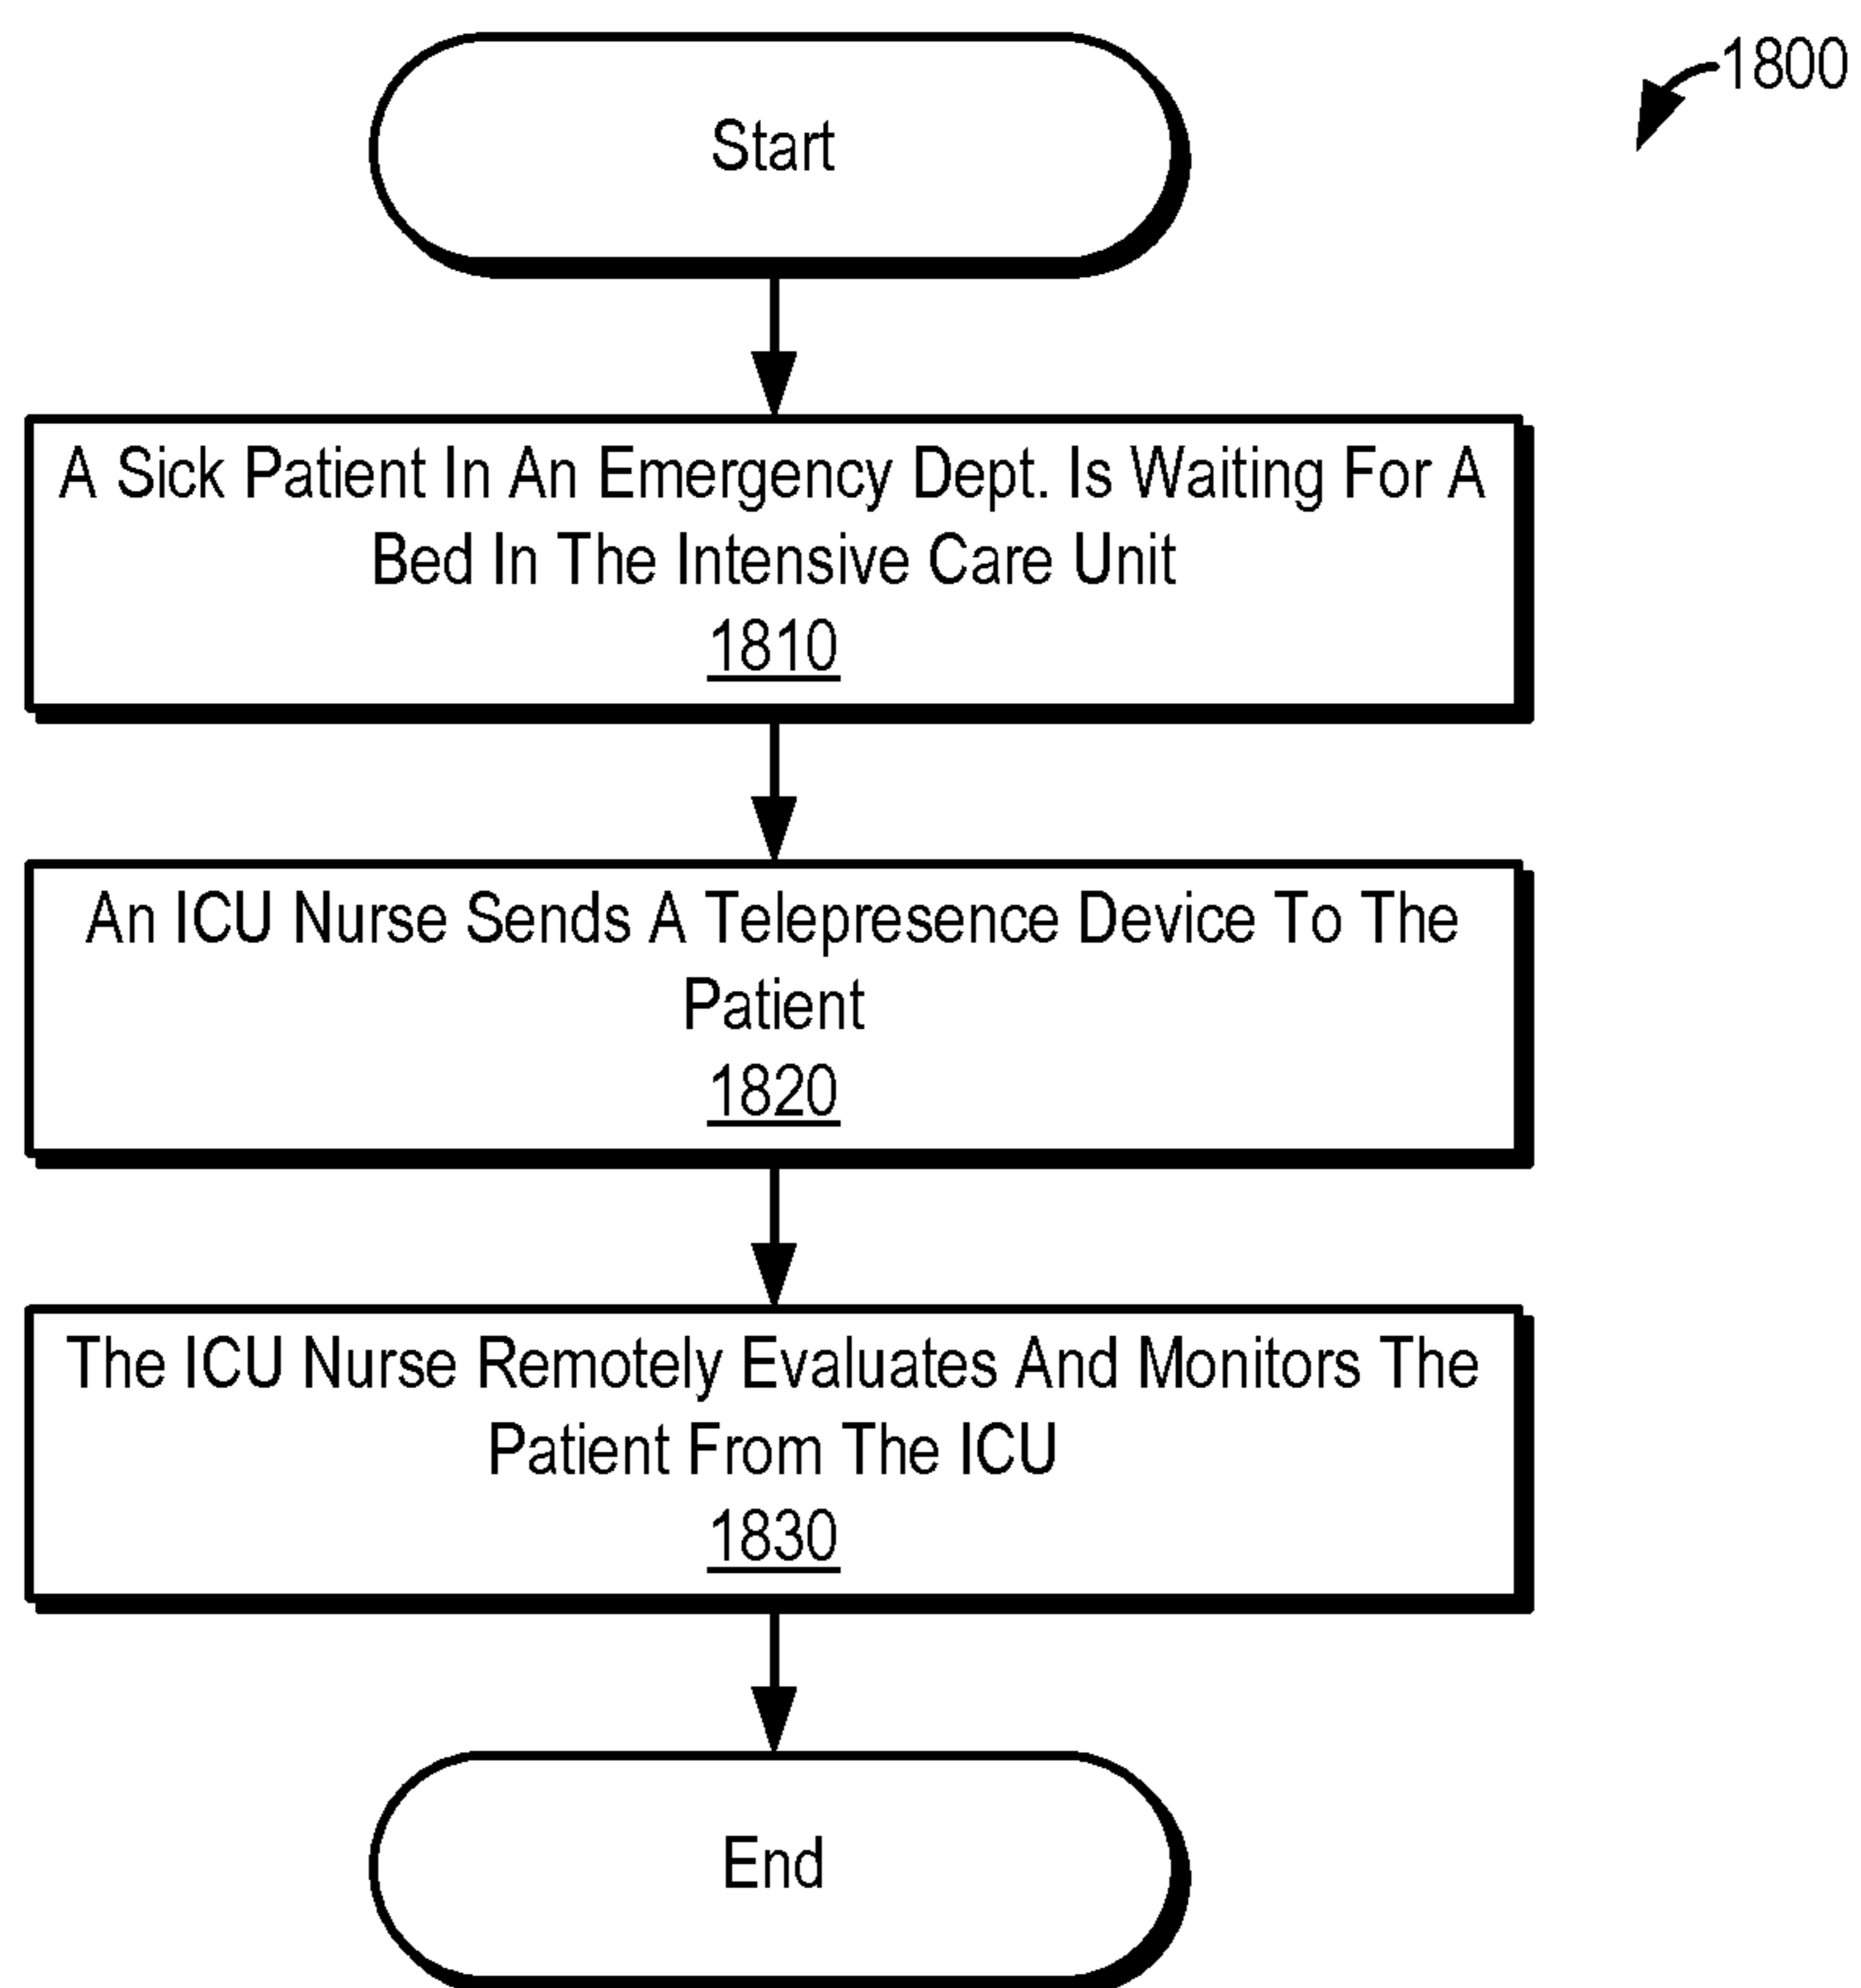 Start
1800
A Sick Patient In An Emergency Dept. Is Waiting For A
Bed In The Intensive Care Unit
1810
An ICU Nurse Sends A Telepresence Device To The
Patient
1820
The ICU Nurse Remotely Evaluates And Monitors The
Patient From The ICU
1830
End